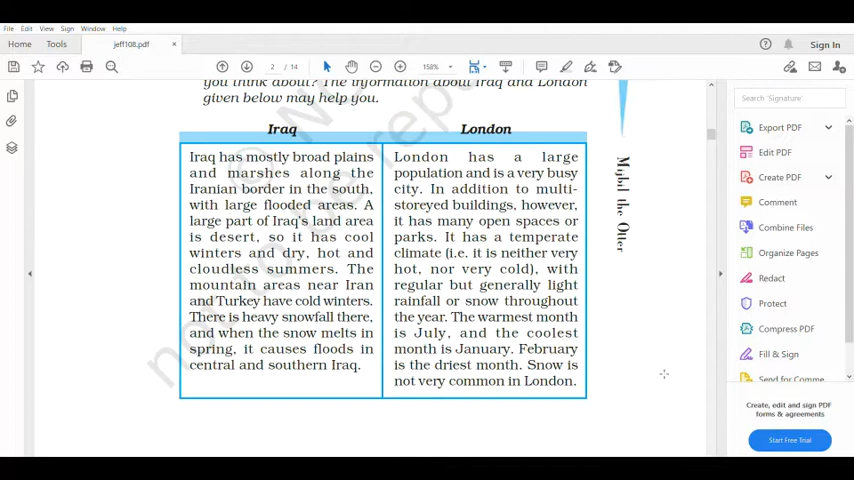 File Edit View Sign Window Help
Home Tools jeff108.pdf × Sign In
2 / 14 158%
you think about? The information about Iraq and London
given below may help you.
Iraq
Iraq has mostly broad plains
and marshes along the
Iranian border in the south,
with large flooded areas. A
large part of Iraq's land area
is desert, so it has cool
winters and dry, hot and
cloudless summers. The
mountain areas near Iran
and Turkey have cold winters.
There is heavy snowfall there,
and when the snow melts in
spring, it causes floods in
central and southern Iraq.
London
London has a large
population and is a very busy
city. In addition to multi-
storeyed buildings, however,
it has many open spaces or
parks. It has a temperate
climate (i.e. it is neither very
hot, nor very cold), with
regular but generally light
rainfall or snow throughout
the year. The warmest month
is July, and the coolest
month is January. February
is the driest month. Snow is
not very common in London.
Mijbil the Otter
© N
not to be rep
Search 'Signature'
Export PDF
Edit PDF
Create PDF
Comment
Combine Files
Organize Pages
Redact
Protect
Compress PDF
Fill & Sign
Send for Comme
Create, edit and sign PDF
forms & agreements
Start Free Trial